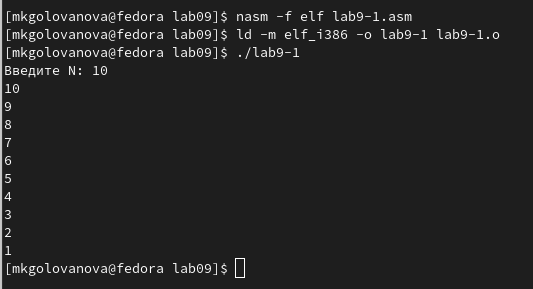 [mkgolovanova@fedora lab09]$ nasm -f elf lab9-1.asm
[mkgolovanova@fedora lab09]$ ld -m elf_i386 -o lab9-1 lab9-1.o
[mkgolovanova@fedora lab09]$ ./lab9-1
Введите N: 10
10
9
8
7
6
5
4
3
2
1
[mkgolovanova@fedora lab09]$